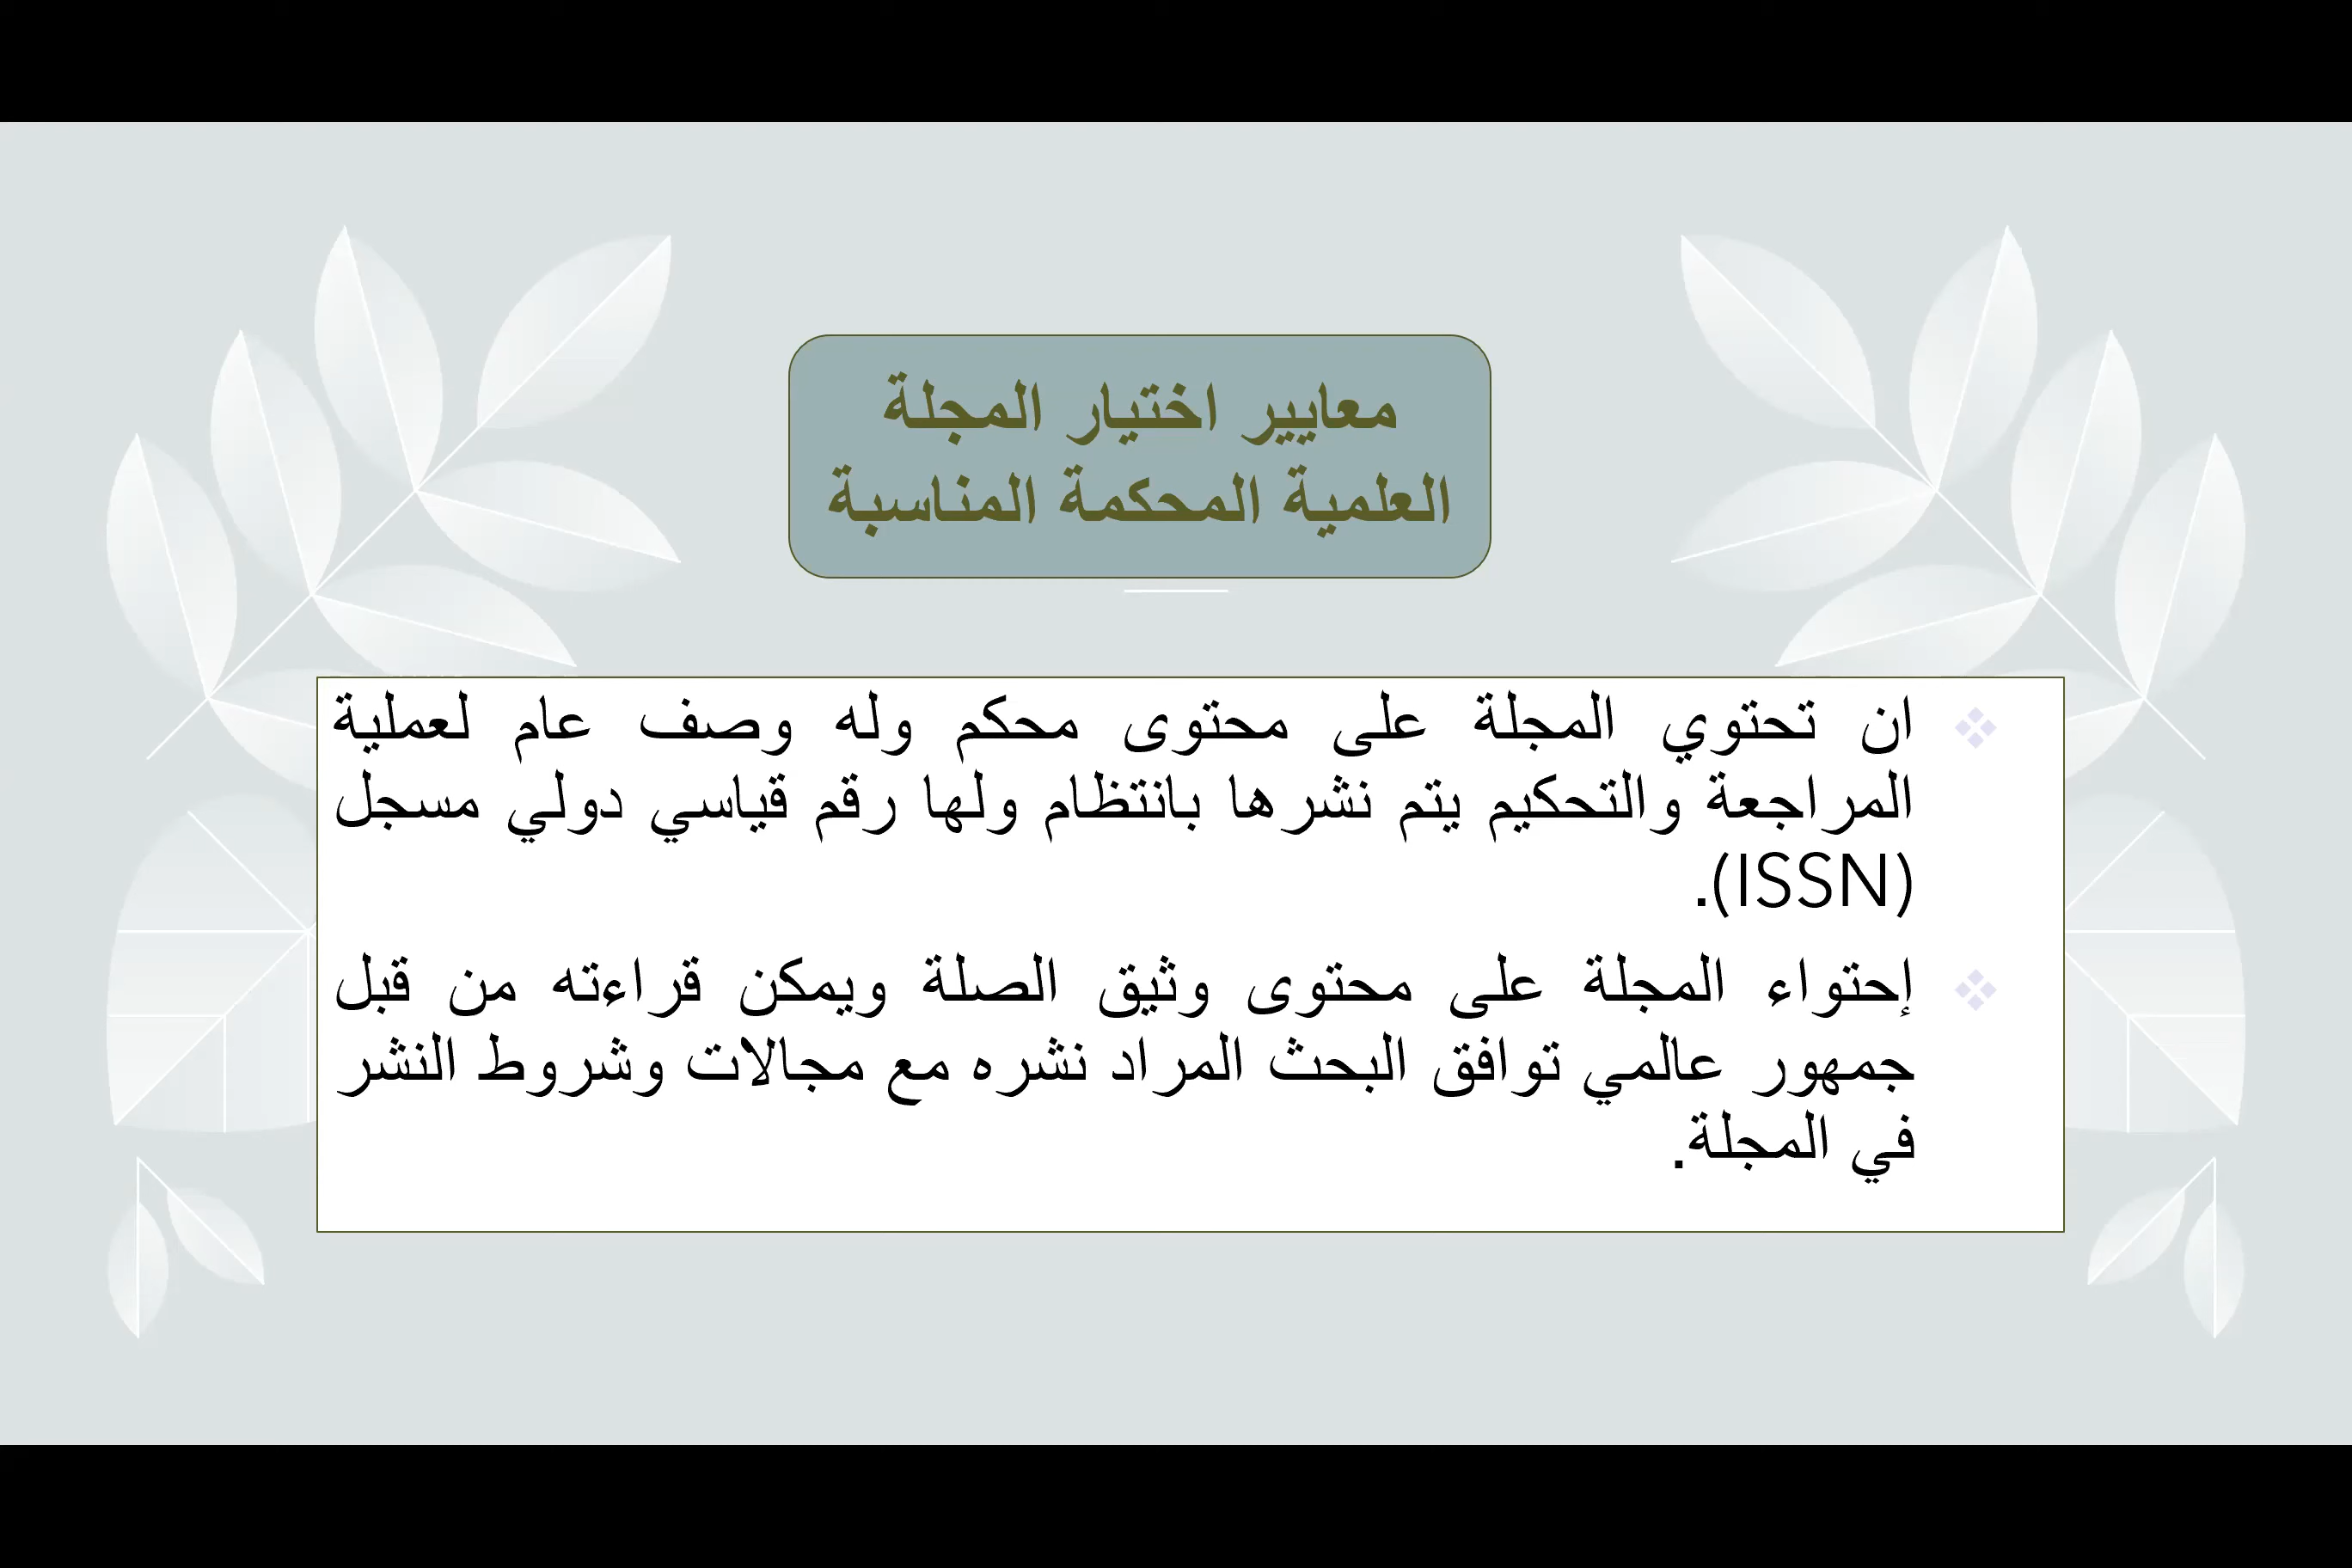 معايير اختيار المجلة
العلمية المحكمة المناسبة
ان تحتوي المجلة على محتوى محكم وله وصف عام لعملية
المراجعة والتحكيم يتم نشرها بانتظام ولها رقم قياسي دولي مسجل
(ISSN).
إحتواء المجلة على محتوى وثيق الصلة ويمكن قراءته من قبل
جمهور عالمي توافق البحث المراد نشره مع مجالات وشروط النشر
في المجلة.